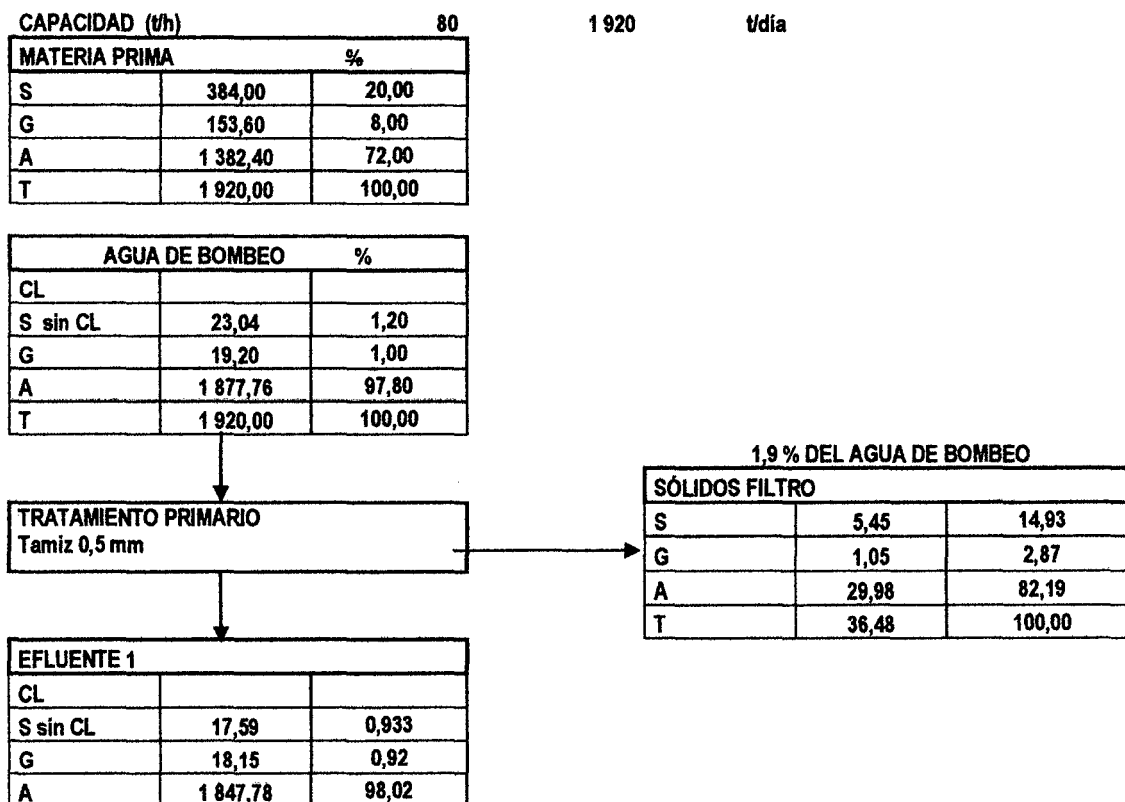 CAPACIDAD (t/h) 80 1 920 t/día
MATERIA PRIMA %
S 384,00 20,00
G 153,60 8,00
A 1 382,40 72,00
T 1 920,00 100,00
AGUA DE BOMBEO %
CL
S sin CL 23,04 1,20
G 19,20 1,00
A 1 877,76 97,80
T 1 920,00 100,00
TRATAMIENTO PRIMARIO
Tamiz 0,5 mm
1,9 % DEL AGUA DE BOMBEO
SÓLIDOS FILTRO
S 5,45 14,93
G 1,05 2,87
A 29,98 82,19
T 36,48 100,00
EFLUENTE 1
CL
S sin CL 17,59 0,933
G 18,15 0,92
A 1 847,78 98,02